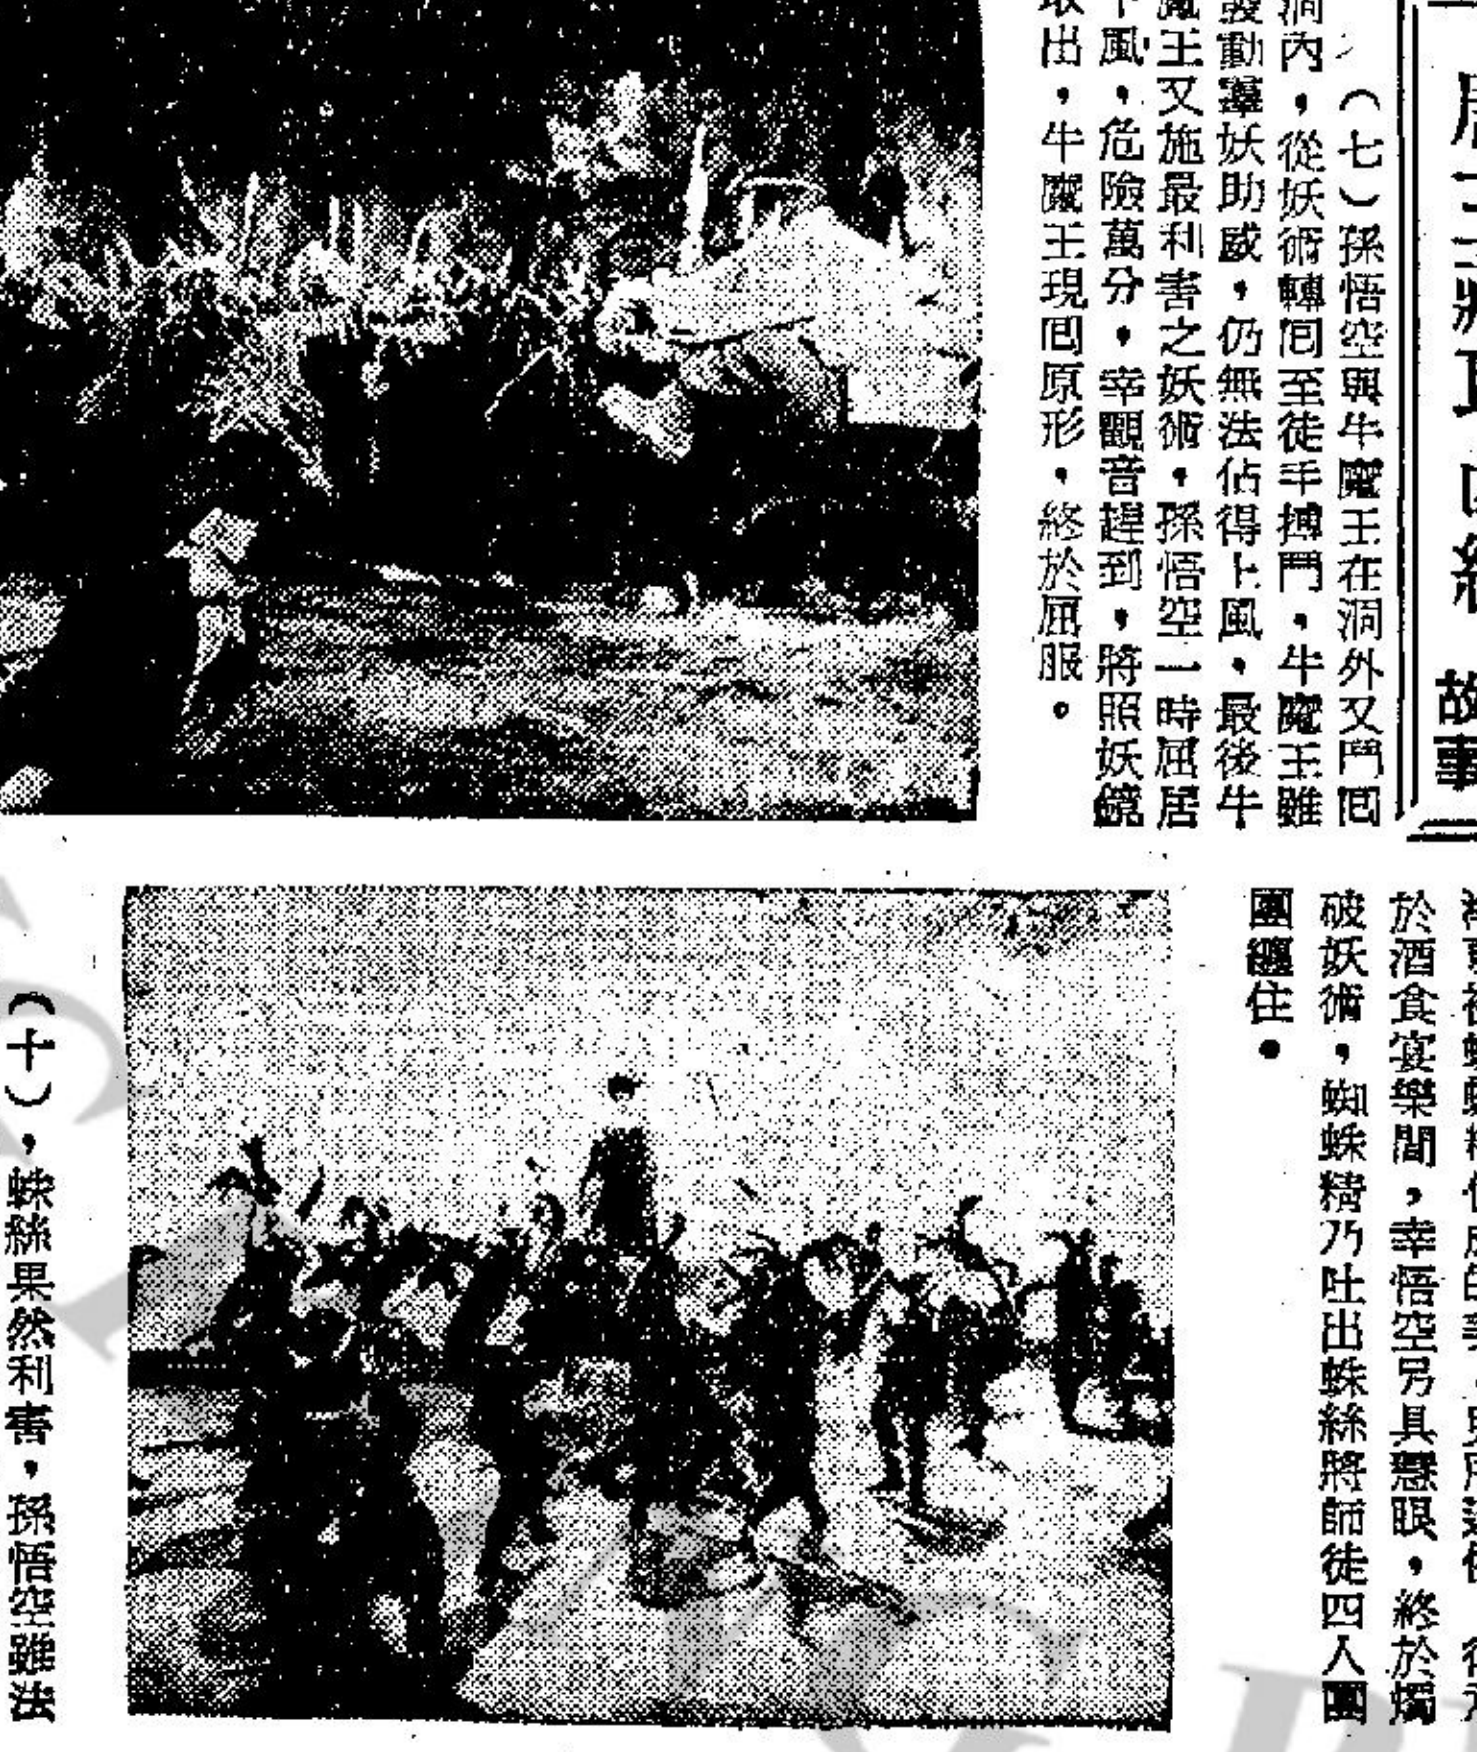 故事
（七）孫悟空與牛魔王在洞外又鬥囘
洞內，從妖術轉囘至徒手搏鬥，牛魔王雖
發動羣妖助威，仍無法佔得上風，最後牛
魔王又施最利害之妖術，孫悟空一時屈居
下風，危險萬分，幸觀音趕到，將照妖鏡
取出，牛魔王現囘原形，終於屈服。
於酒食宴樂間，幸悟空另具慧眼，終於燭
破妖術，蜘蛛精乃吐出蛛絲將師徒四人團
團纏住。
（十），蛛絲果然利害，孫悟空雖法